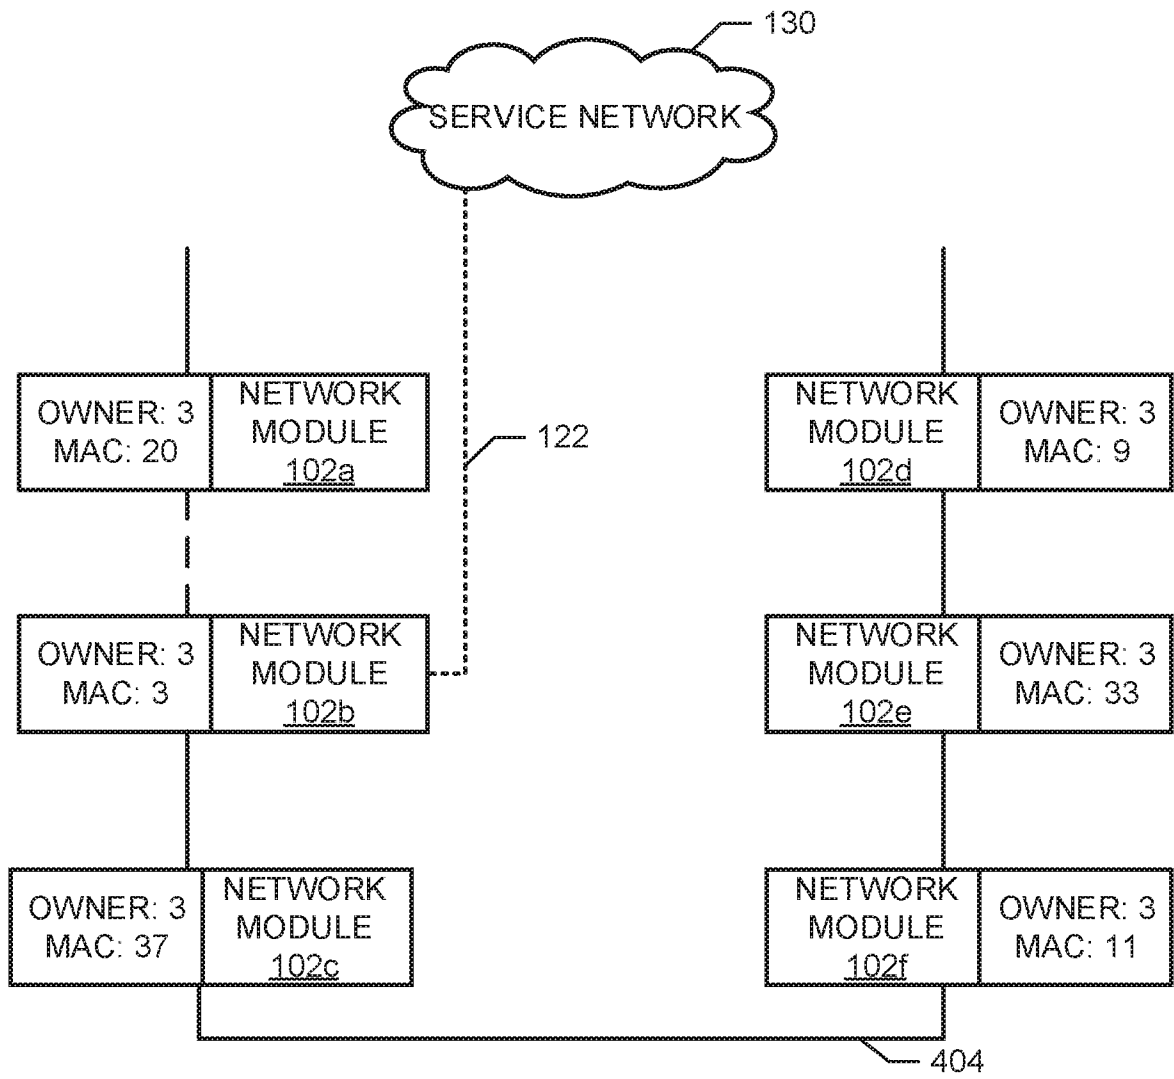 130
SERVICE NETWORK
122
OWNER: 3
MAC: 20
NETWORK
MODULE
102a
NETWORK
MODULE
102d
OWNER: 3
MAC: 9
OWNER: 3
MAC: 3
NETWORK
MODULE
102b
NETWORK
MODULE
102e
OWNER: 3
MAC: 33
OWNER: 3
MAC: 37
NETWORK
MODULE
102c
NETWORK
MODULE
102f
OWNER: 3
MAC: 11
404